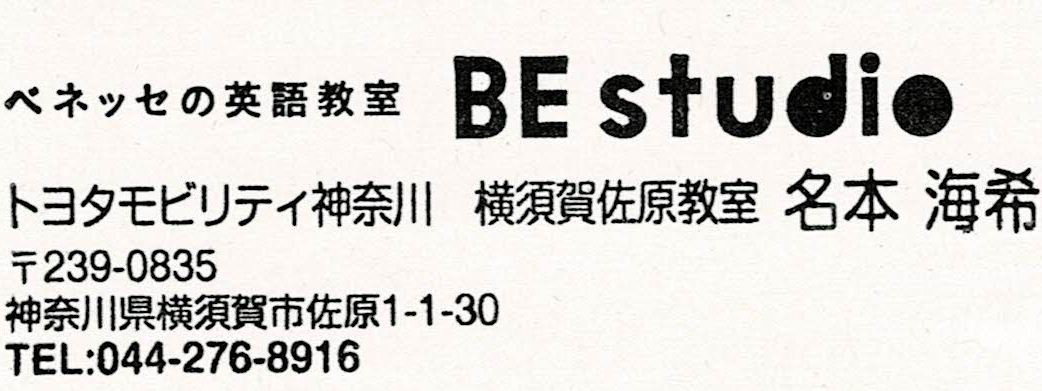 ベネッセの英語教室 BE studio
トヨタモビリティ神奈川 横須賀佐原教室 名本 海希
〒239-0835
神奈川県横須賀市佐原1-1-30
TEL:044-276-8916